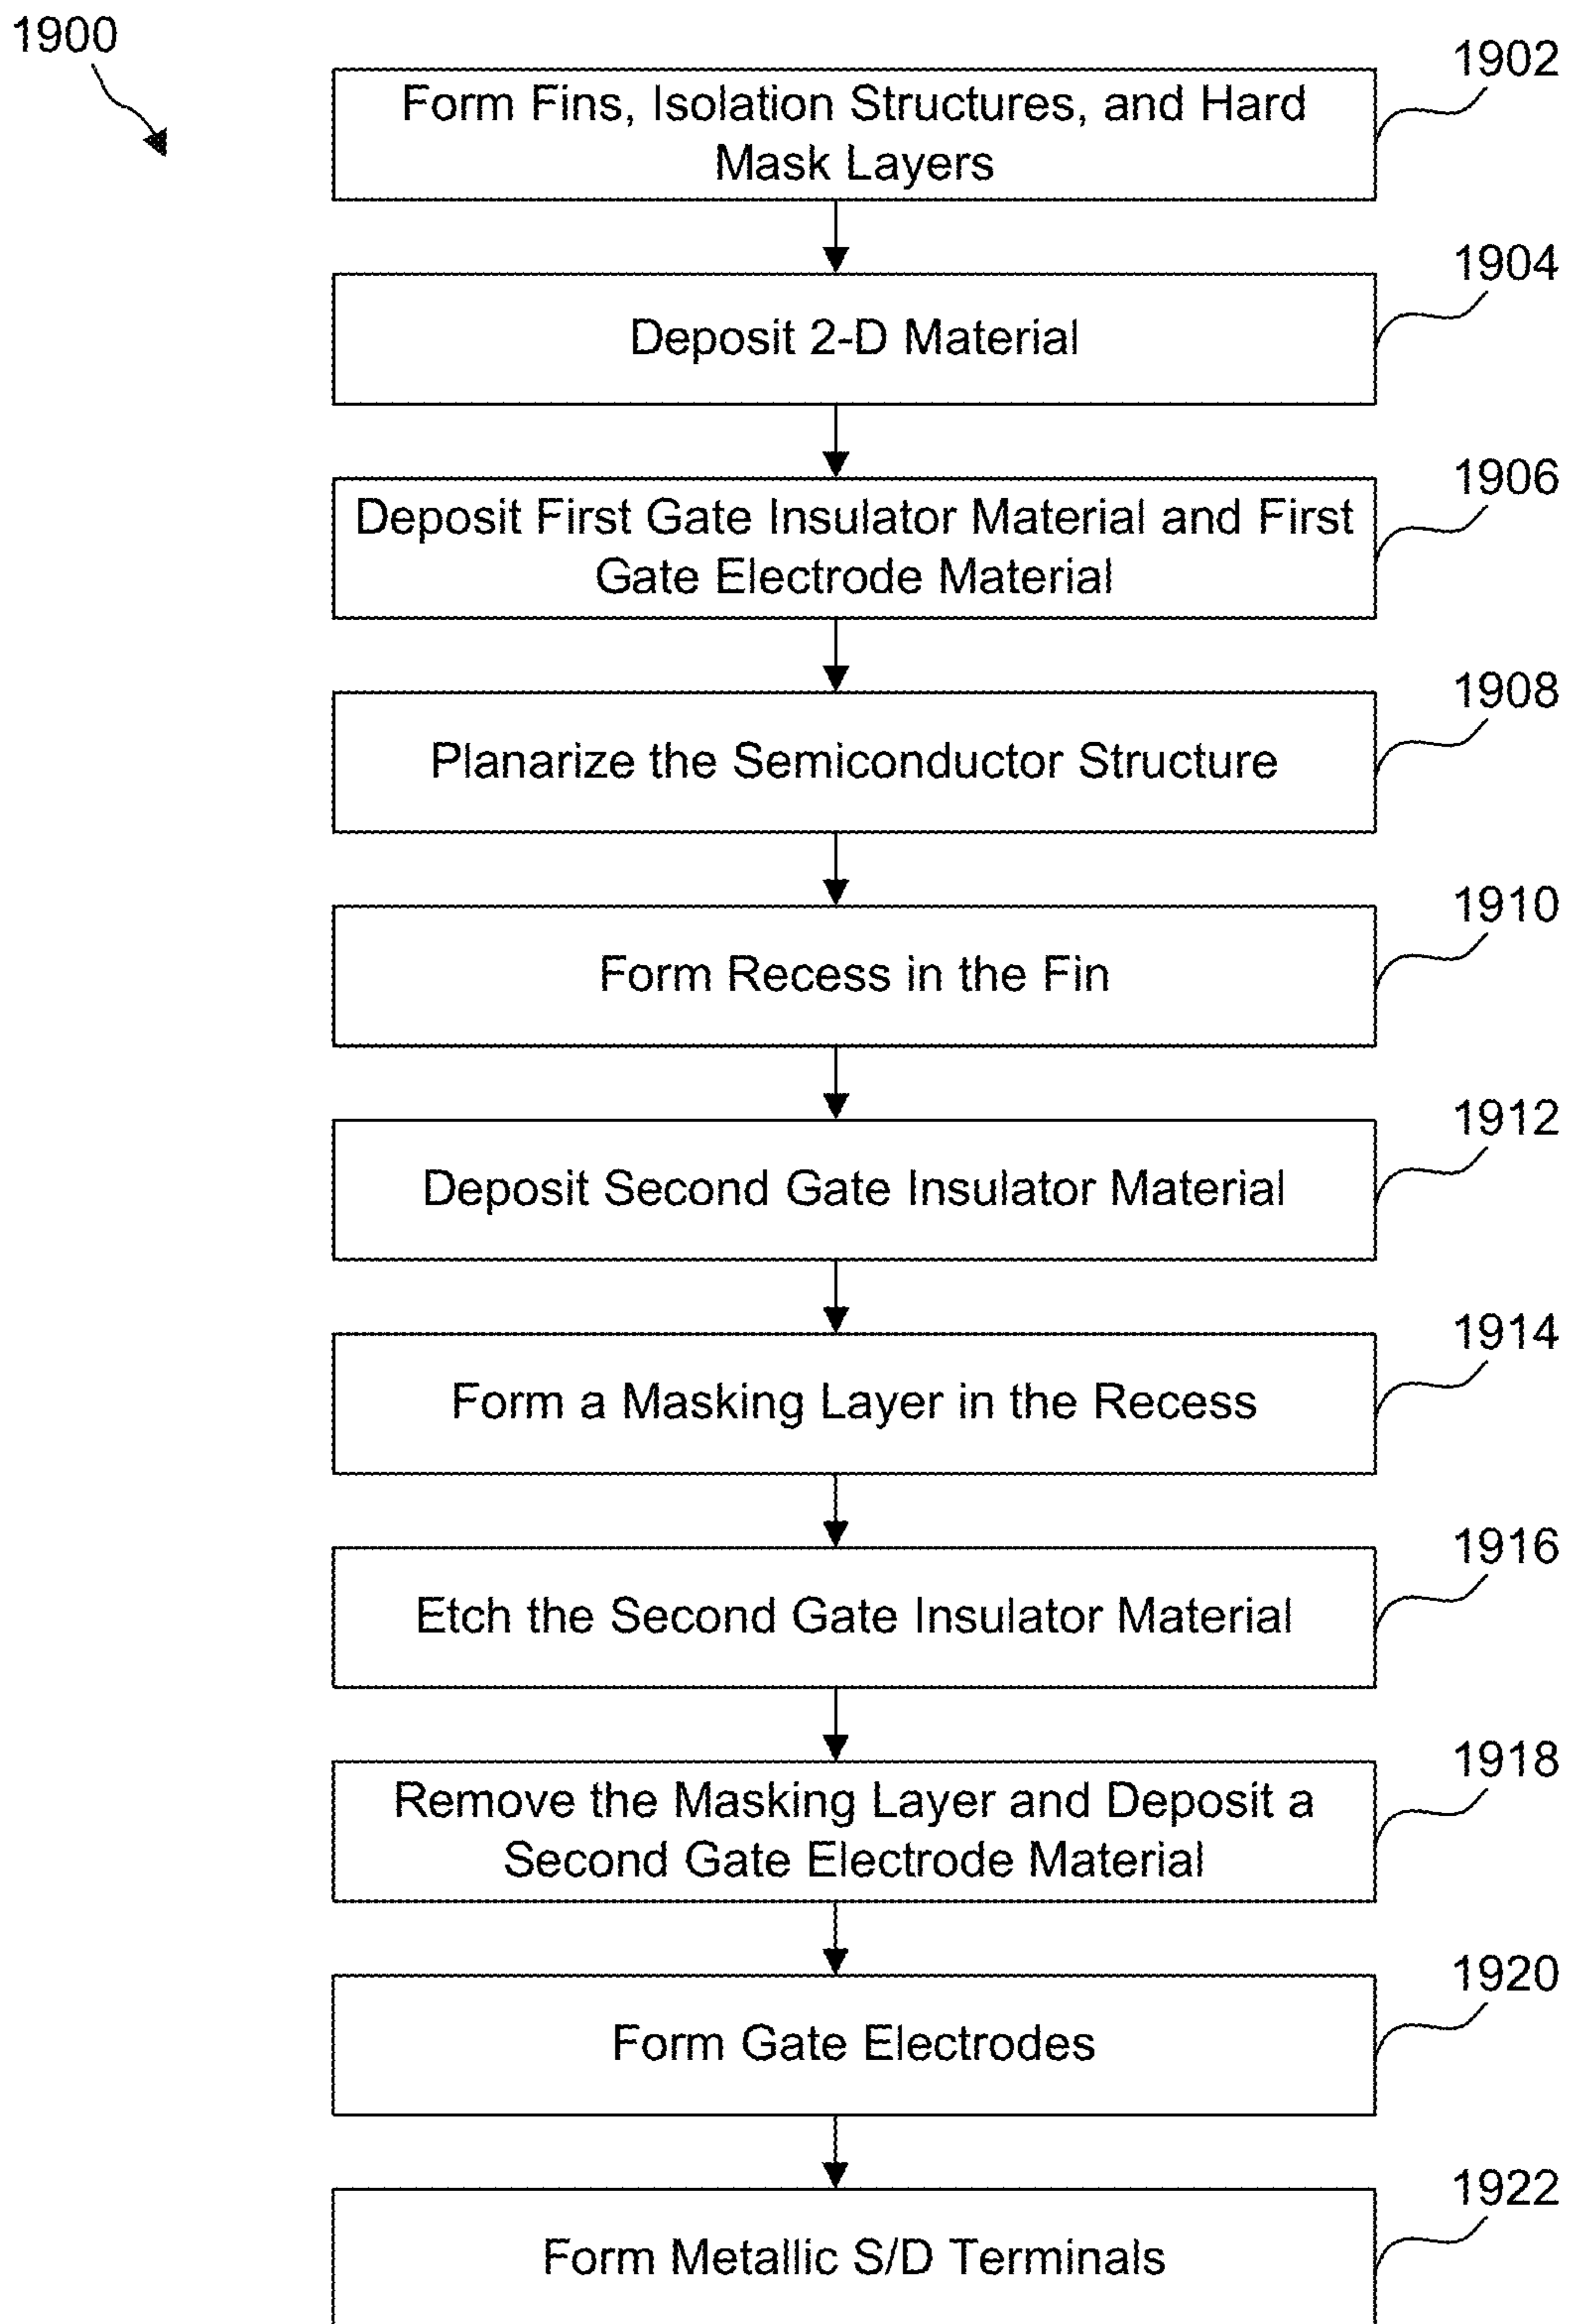 1900
1902
Form Fins, Isolation Structures, and Hard
Mask Layers
1904
Deposit 2-D Material
1906
Deposit First Gate Insulator Material and First
Gate Electrode Material
1908
Planarize the Semiconductor Structure
1910
Form Recess in the Fin
1912
Deposit Second Gate Insulator Material
1914
Form a Masking Layer in the Recess
1916
Etch the Second Gate Insulator Material
1918
Remove the Masking Layer and Deposit a
Second Gate Electrode Material
1920
Form Gate Electrodes
1922
Form Metallic S/D Terminals